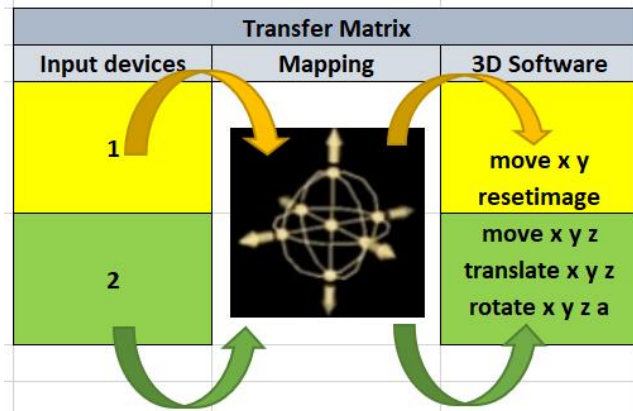 Transfer Matrix
Input devices Mapping 3D Software
1
move x y
resetimage
2
move x y z
translate x y z
rotate x y z a